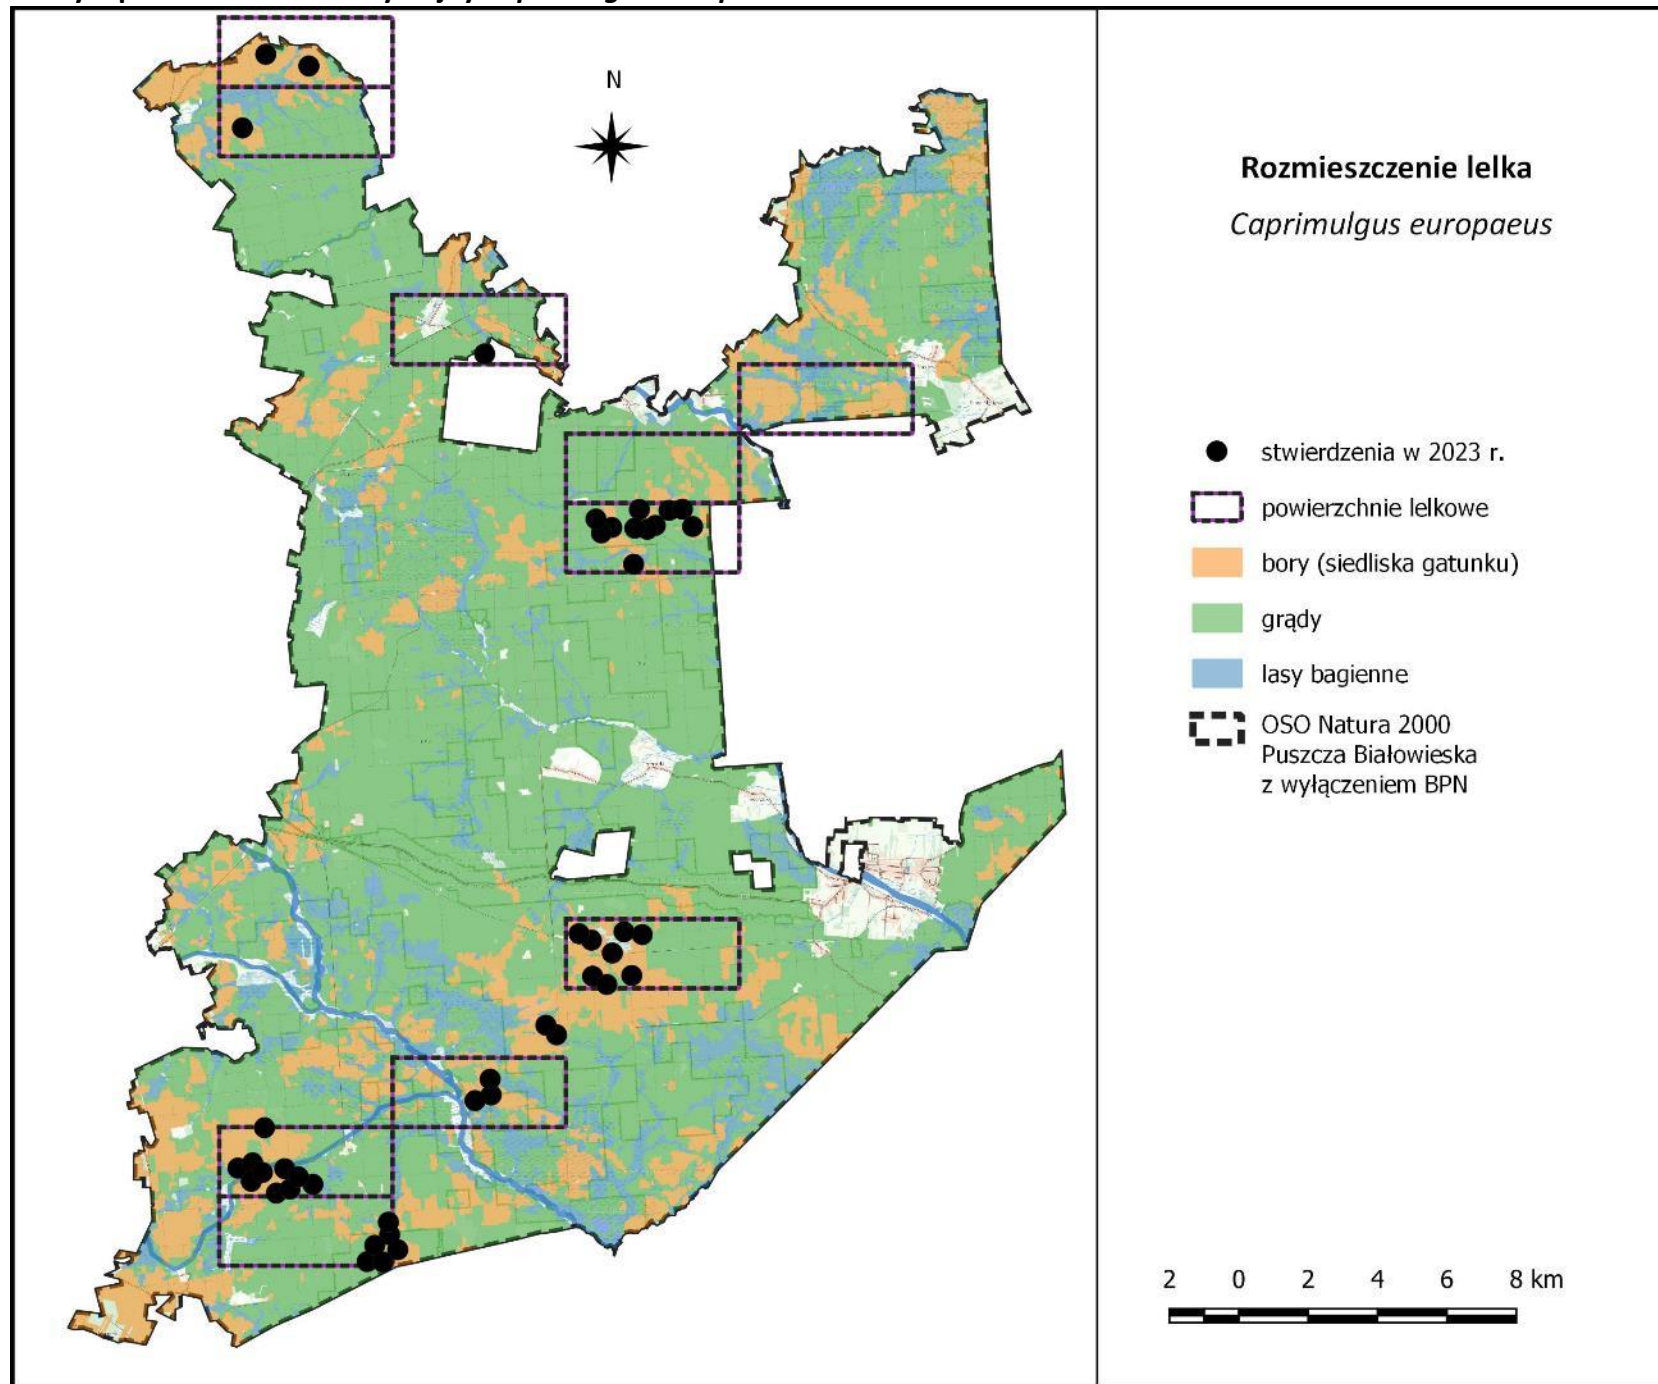 N
Rozmieszczenie lelka
Caprimulgus europaeus
stwierdzenia w 2023 r.
powierzchnie lelkowe
bory (siedliska gatunku)
grądy
lasy bagienne
OSO Natura 2000
Puszcza Białowieska
z wyłączeniem BPN
2 0 2 4 6 8 km